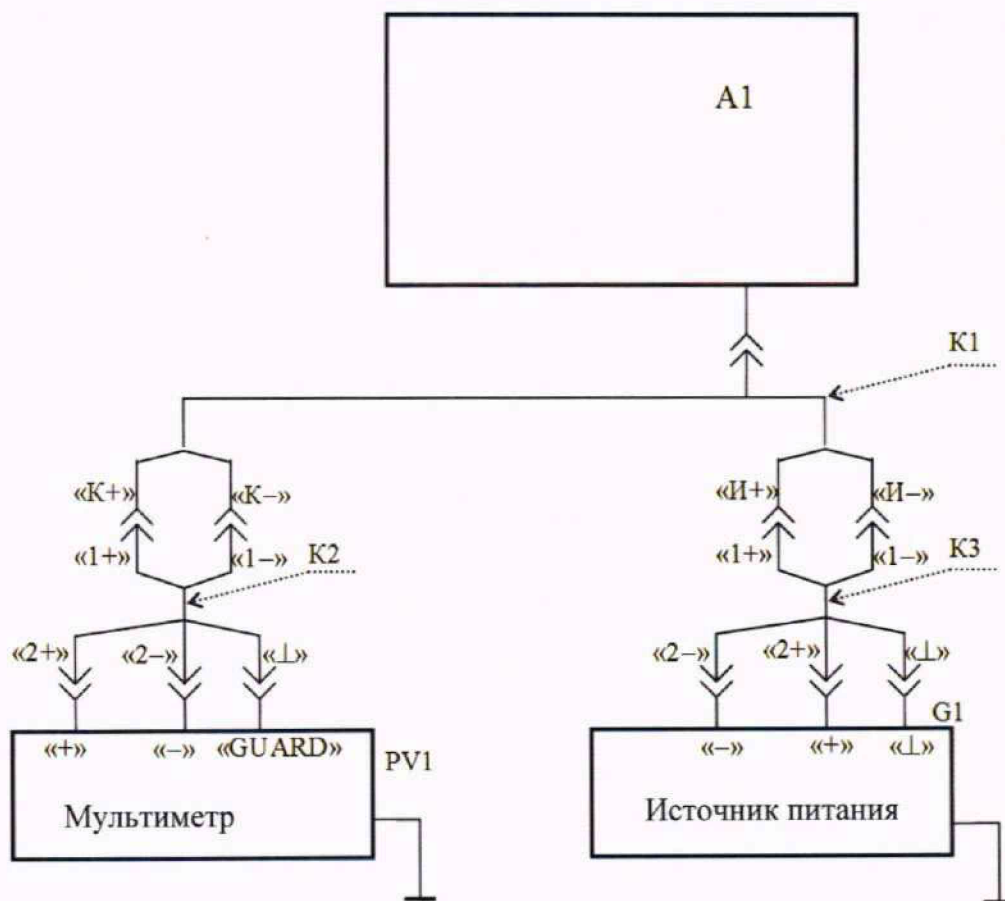 A1
K1
«К+» «К–» «И+» «И–»
«1+» «1–» K2 «1+» «1–» K3
«2+» «2–» «⊥» «2–» «2+» «⊥»
G1
«+» «–» «GUARD» PV1 «–» «+» «⊥»
Мультиметр Источник питания